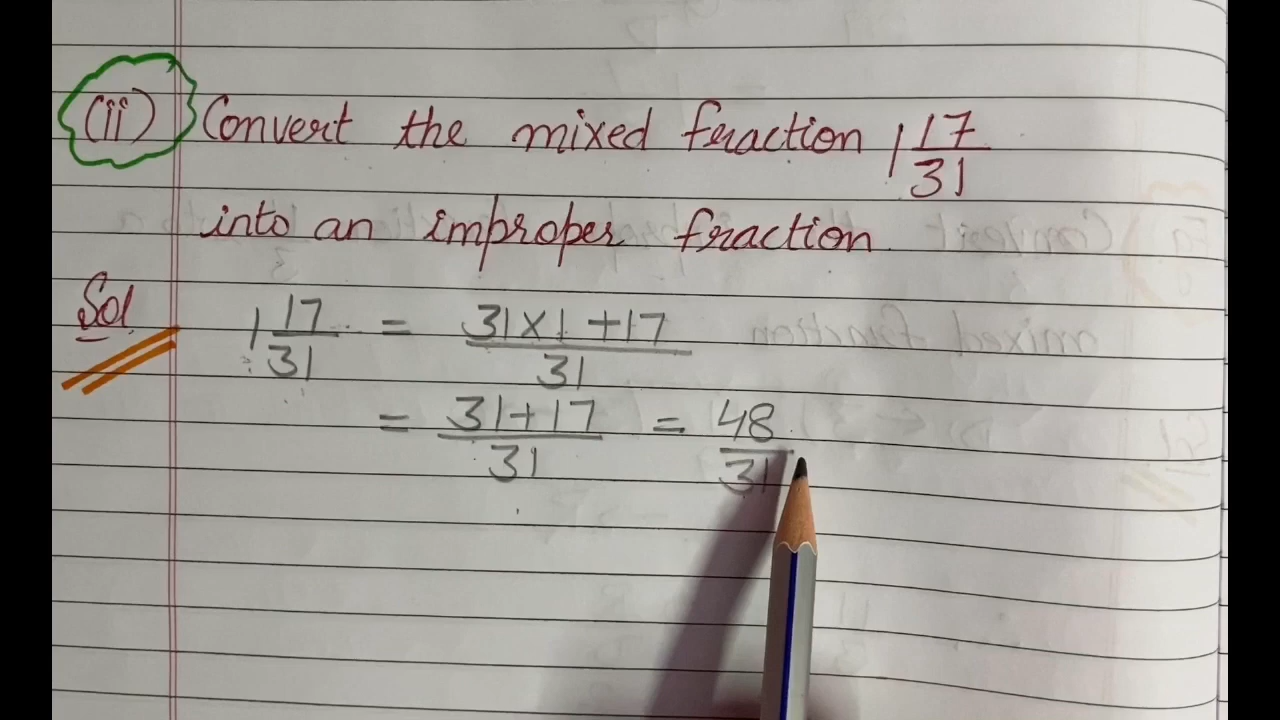 (ii) Convert the mixed fraction 1 17/31
into an improper fraction
Sol 1 17/31 = (31×1+17)/31
= (31+17)/31 = 48/31